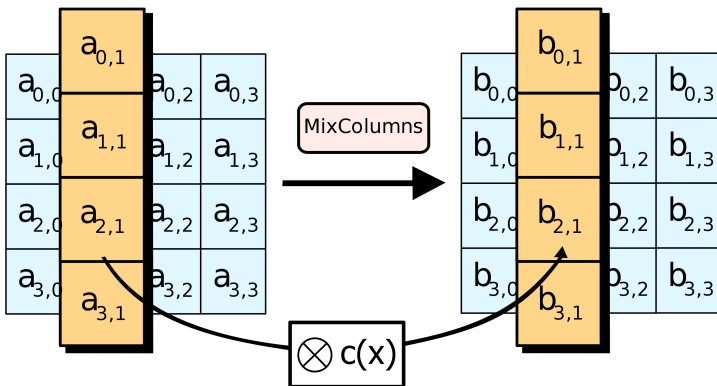 a0,0 a0,1 a0,2 a0,3
a1,0 a1,1 a1,2 a1,3
a2,0 a2,1 a2,2 a2,3
a3,0 a3,1 a3,2 a3,3
MixColumns
b0,0 b0,1 b0,2 b0,3
b1,0 b1,1 b1,2 b1,3
b2,0 b2,1 b2,2 b2,3
b3,0 b3,1 b3,2 b3,3
⊗ c(x)